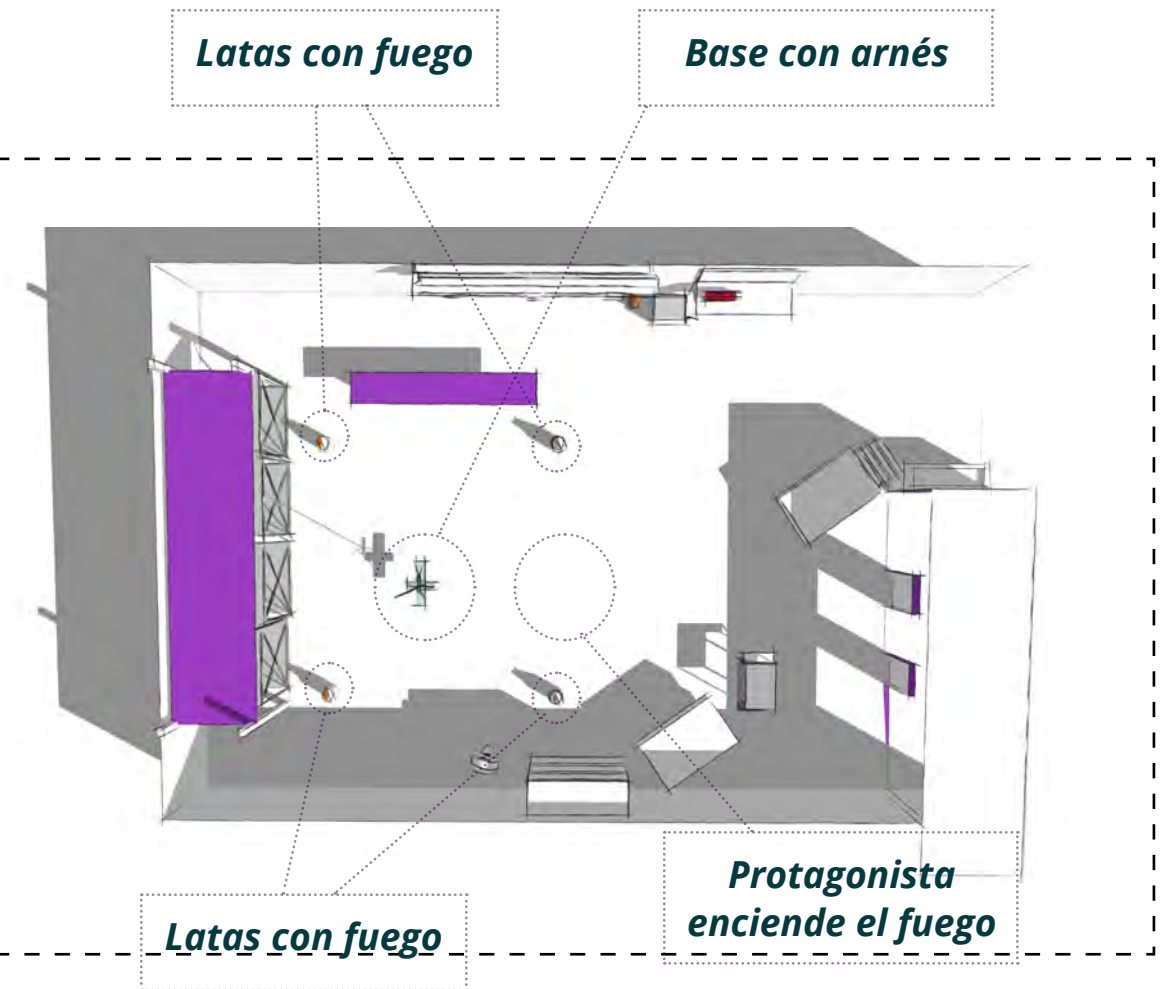 Latas con fuego
Base con arnés
Latas con fuego
Protagonista
enciende el fuego